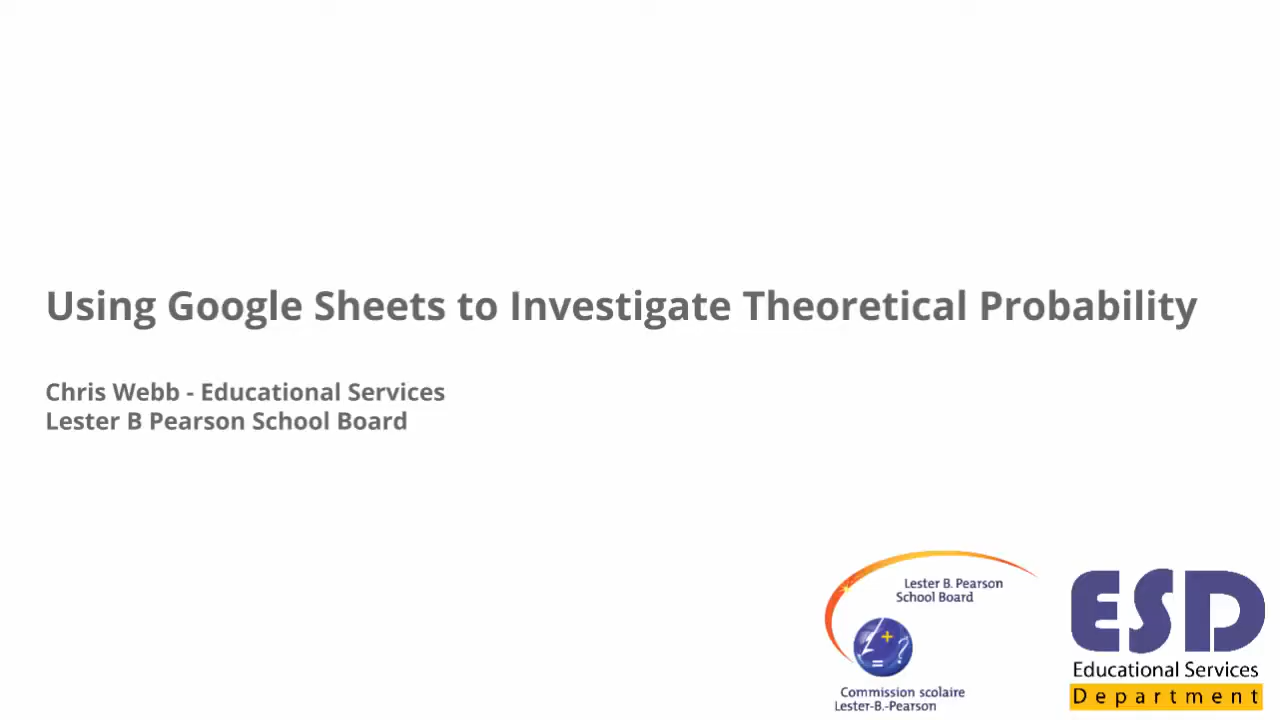 Using Google Sheets to Investigate Theoretical Probability
Chris Webb - Educational Services
Lester B Pearson School Board
Lester B. Pearson
School Board
+
?
=
Commission scolaire
Lester-B.-Pearson
ESD
Educational Services
Department